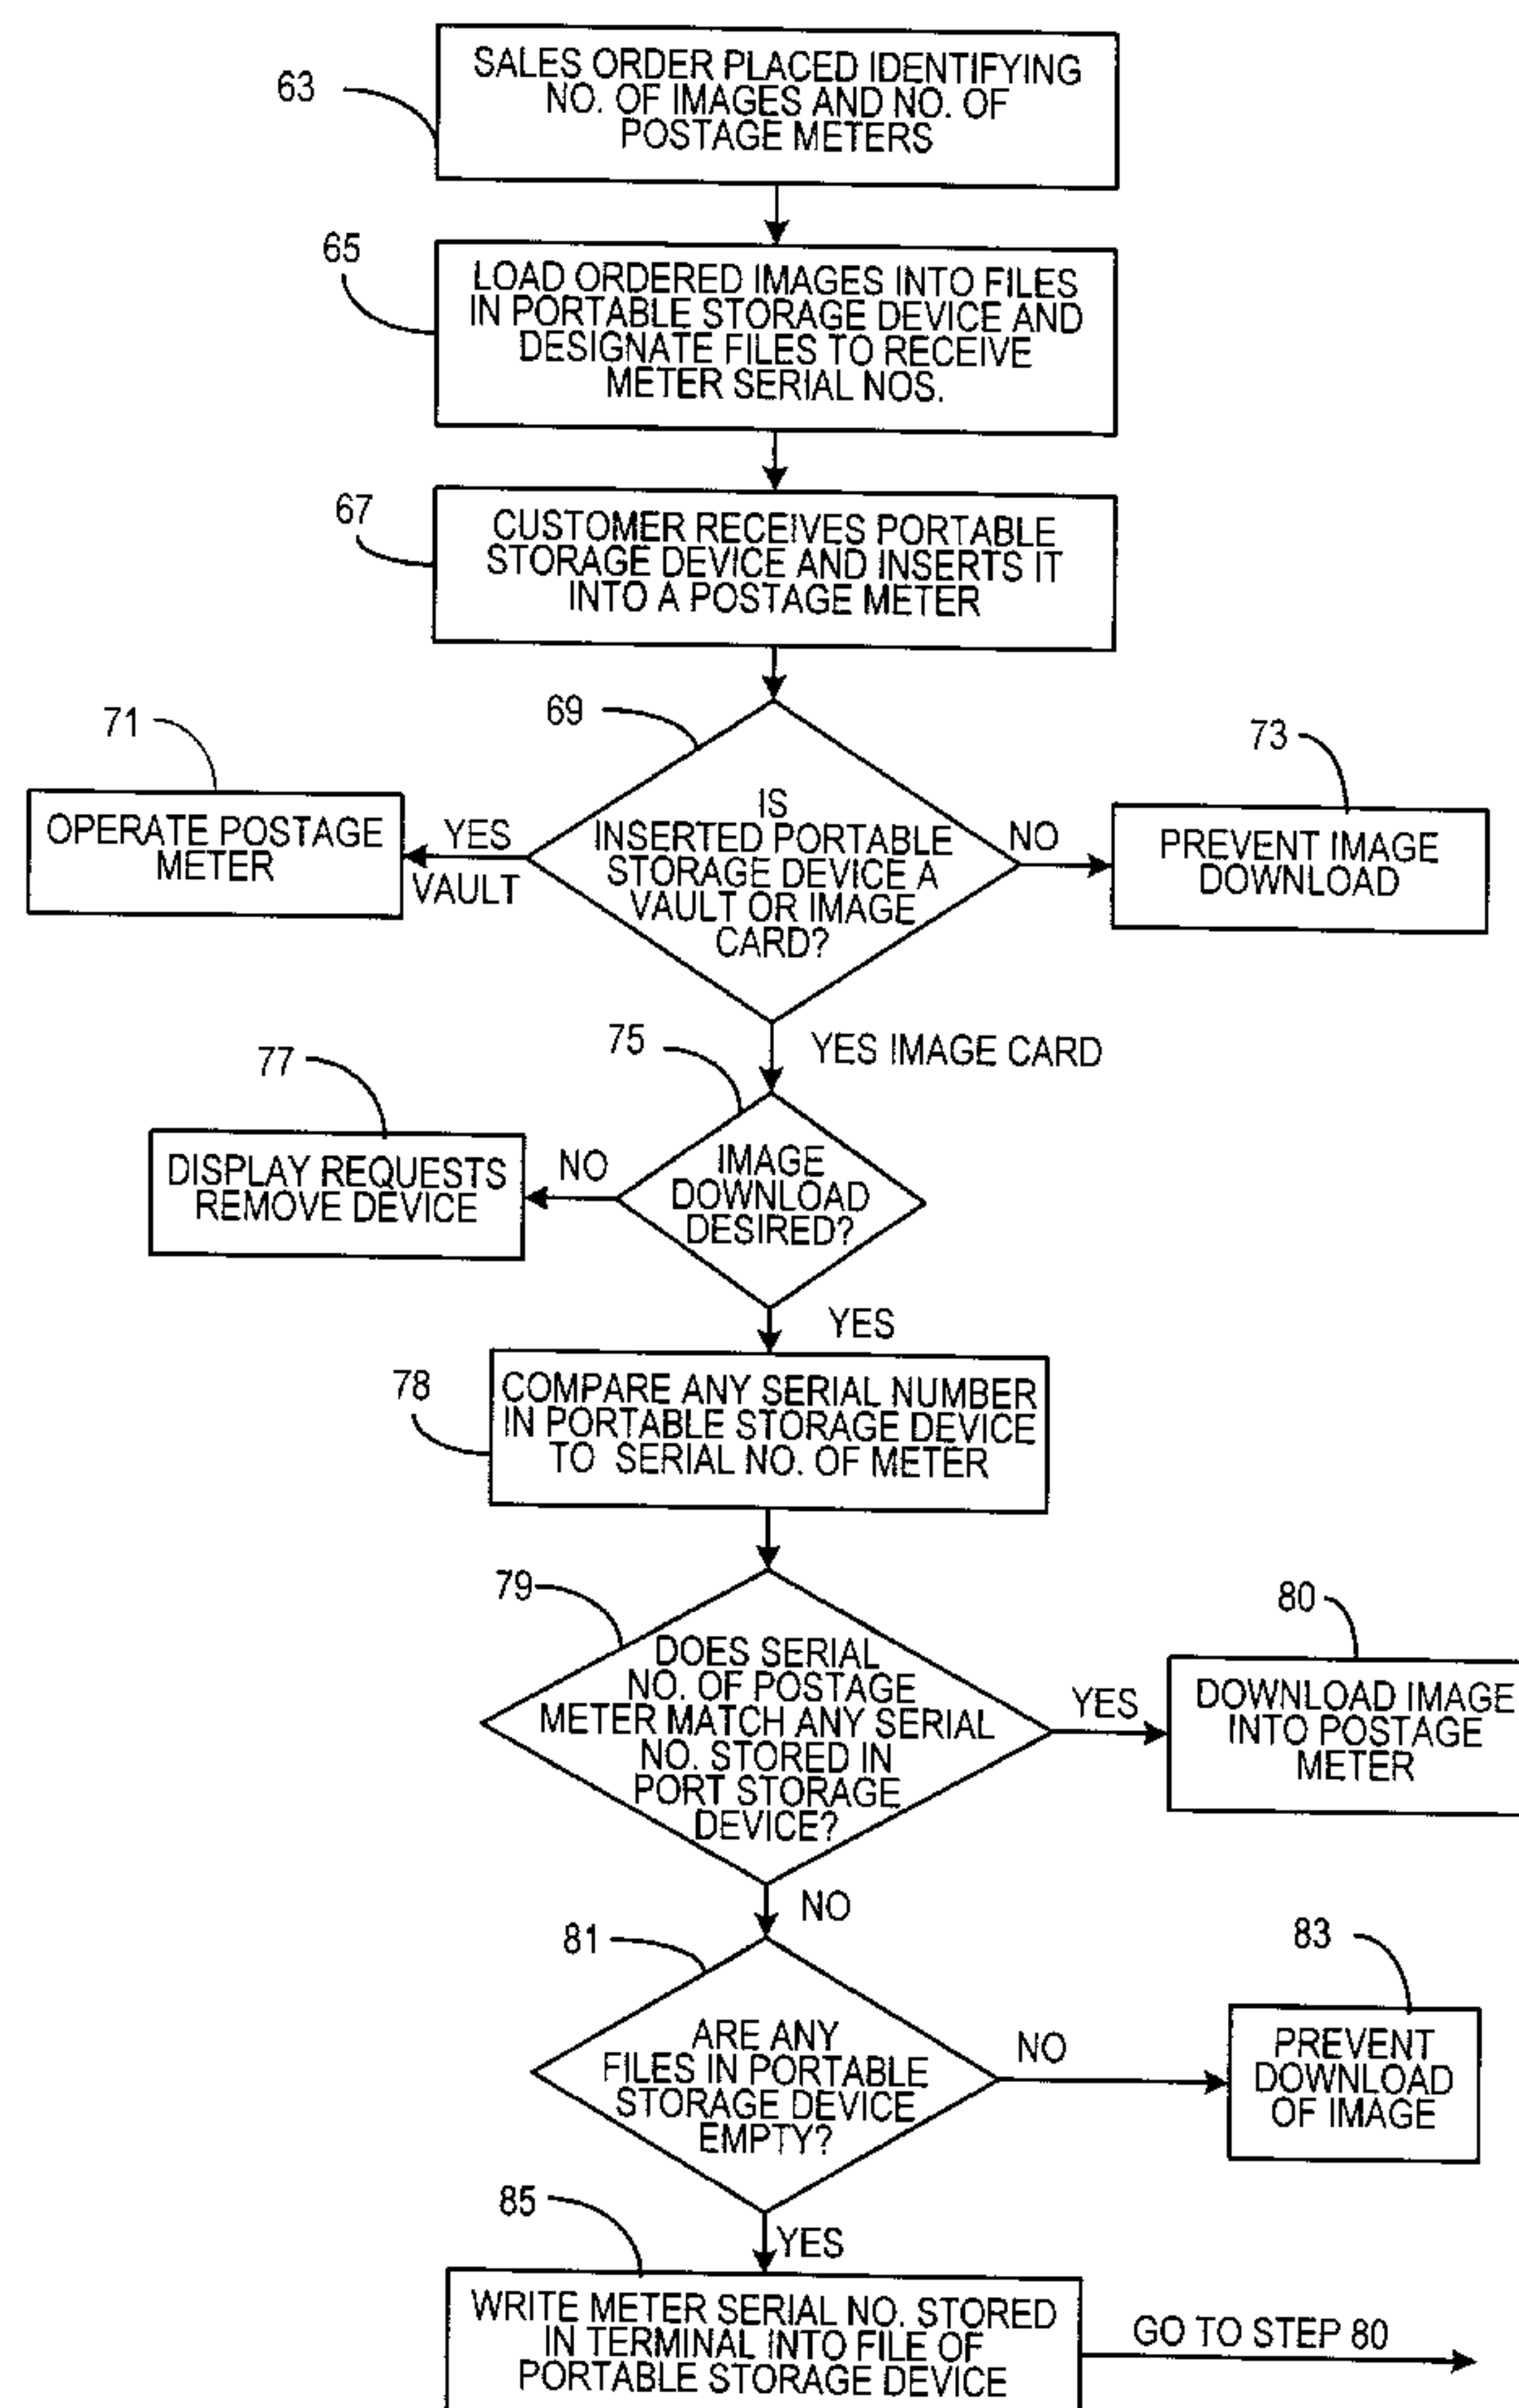 63
SALES ORDER PLACED IDENTIFYING
NO. OF IMAGES AND NO. OF
POSTAGE METERS
65
LOAD ORDERED IMAGES INTO FILES
IN PORTABLE STORAGE DEVICE AND
DESIGNATE FILES TO RECEIVE
METER SERIAL NOS.
67
CUSTOMER RECEIVES PORTABLE
STORAGE DEVICE AND INSERTS IT
INTO A POSTAGE METER
69
IS
INSERTED PORTABLE
STORAGE DEVICE A
VAULT OR IMAGE
CARD?
71
OPERATE POSTAGE
METER
YES
VAULT
NO
73
PREVENT IMAGE
DOWNLOAD
YES IMAGE CARD
75
IMAGE
DOWNLOAD
DESIRED?
77
DISPLAY REQUESTS
REMOVE DEVICE
NO
YES
78
COMPARE ANY SERIAL NUMBER
IN PORTABLE STORAGE DEVICE
TO SERIAL NO. OF METER
79
DOES SERIAL
NO. OF POSTAGE
METER MATCH ANY SERIAL
NO. STORED IN
PORT STORAGE
DEVICE?
YES
80
DOWNLOAD IMAGE
INTO POSTAGE
METER
NO
81
ARE ANY
FILES IN PORTABLE
STORAGE DEVICE
EMPTY?
NO
83
PREVENT
DOWNLOAD
OF IMAGE
YES
85
WRITE METER SERIAL NO. STORED
IN TERMINAL INTO FILE OF
PORTABLE STORAGE DEVICE
GO TO STEP 80